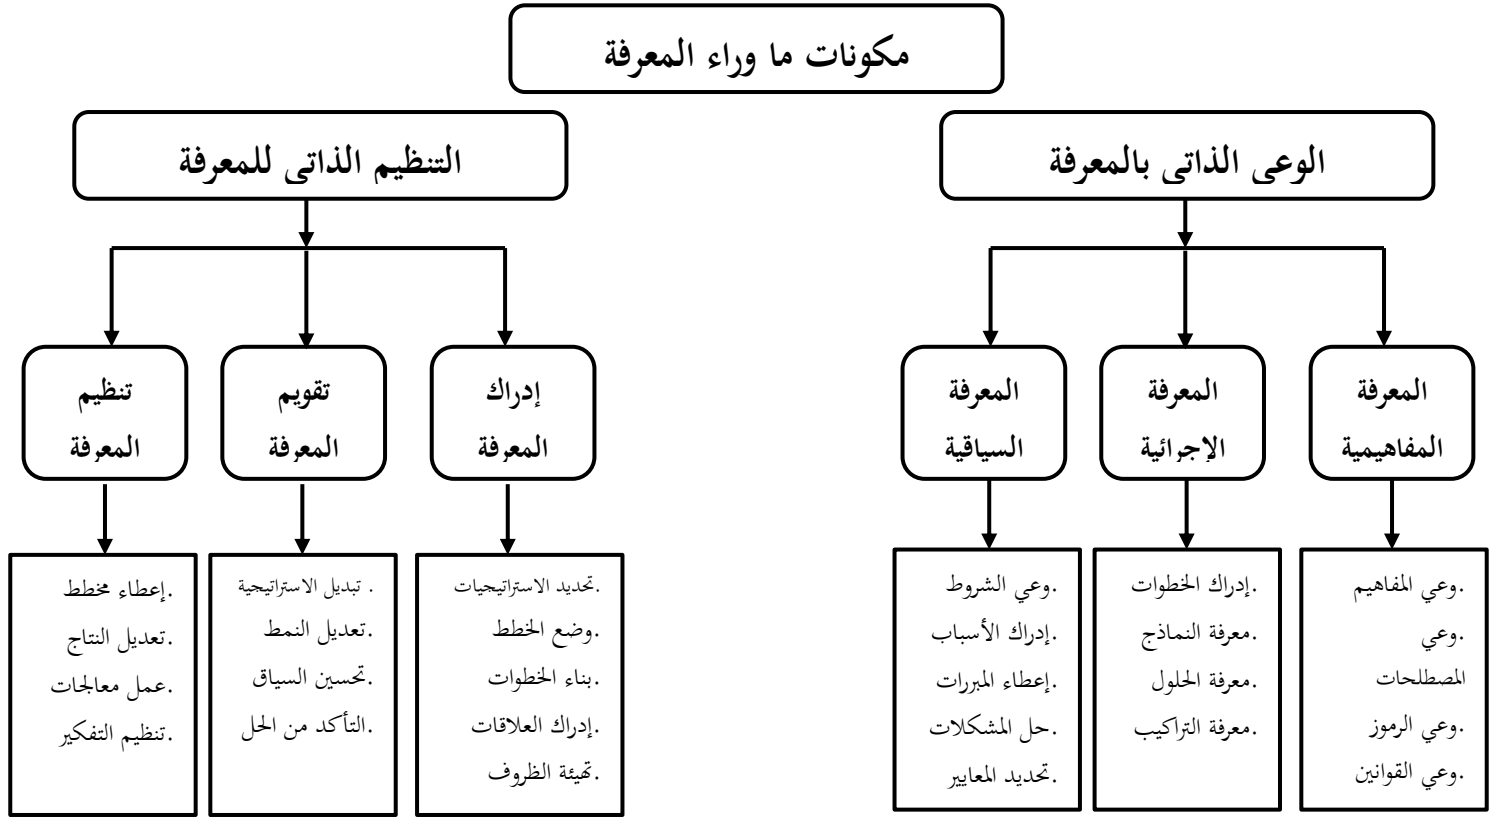 مكونات ما وراء المعرفة
الوعي الذاتي بالمعرفة
التنظيم الذاتي للمعرفة
المعرفة
المفاهيمية
المعرفة
الإجرائية
المعرفة
السياقية
إدراك
المعرفة
تقويم
المعرفة
تنظيم
المعرفة
.وعي المفاهيم
.وعي
المصطلحات
.وعي الرموز
.وعي القوانين
.إدراك الخطوات
.معرفة النماذج
.معرفة الحلول
.معرفة التراكيب
.وعي الشروط
.إدراك الأسباب
.إعطاء المبررات
.حل المشكلات
.تحديد المعايير
.تحديد الاستراتيجيات
.وضع الخطط
.بناء الخطوات
.إدراك العلاقات
.تهيئة الظروف
. تبديل الاستراتيجية
.تعديل النمط
.تحسين السياق
.التأكد من الحل
.إعطاء مخطط
.تعديل النتاج
.عمل معالجات
.تنظيم التفكير